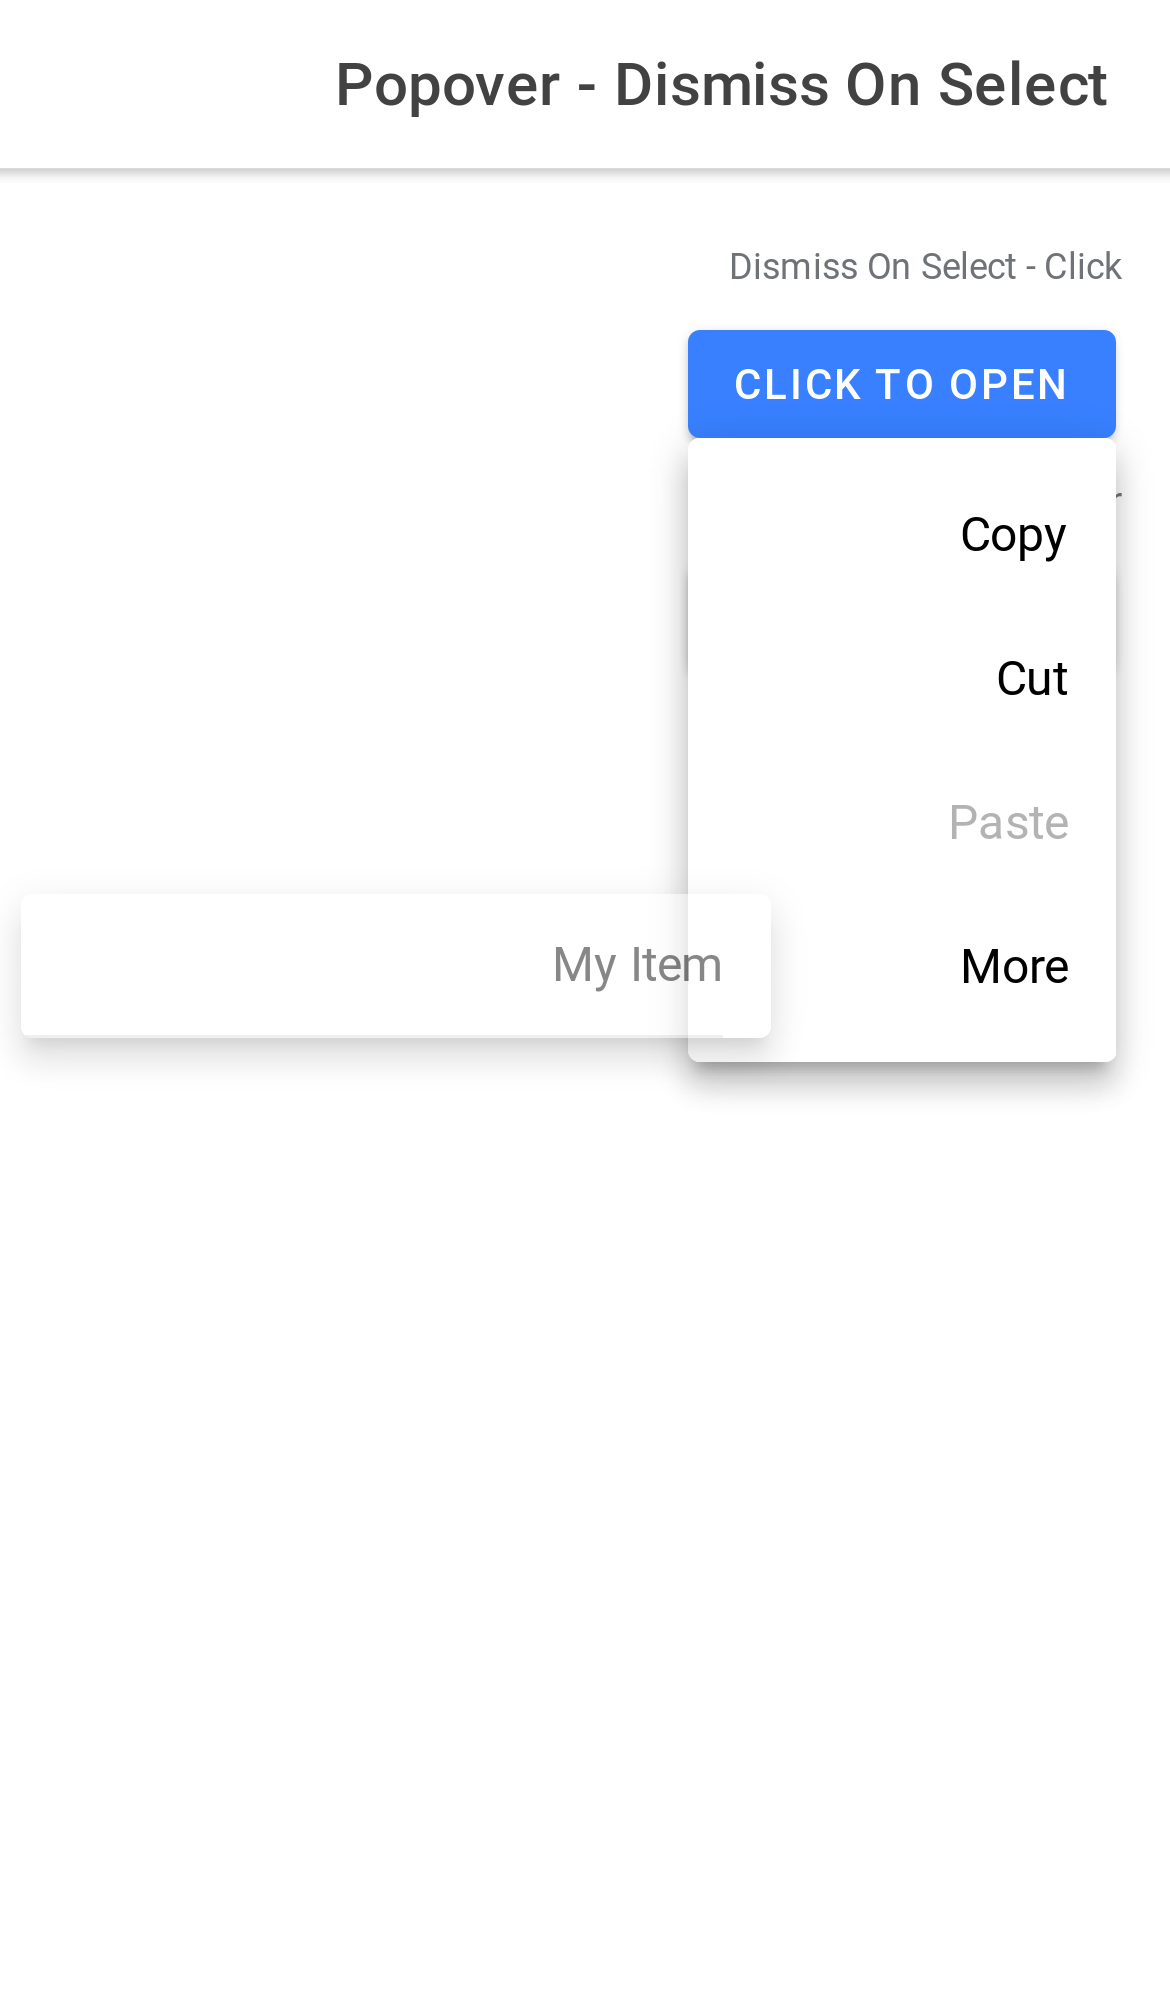 Popover - Dismiss On Select
Dismiss On Select - Click
CLICK TO OPEN
Copy
Cut
Paste
My Item
More